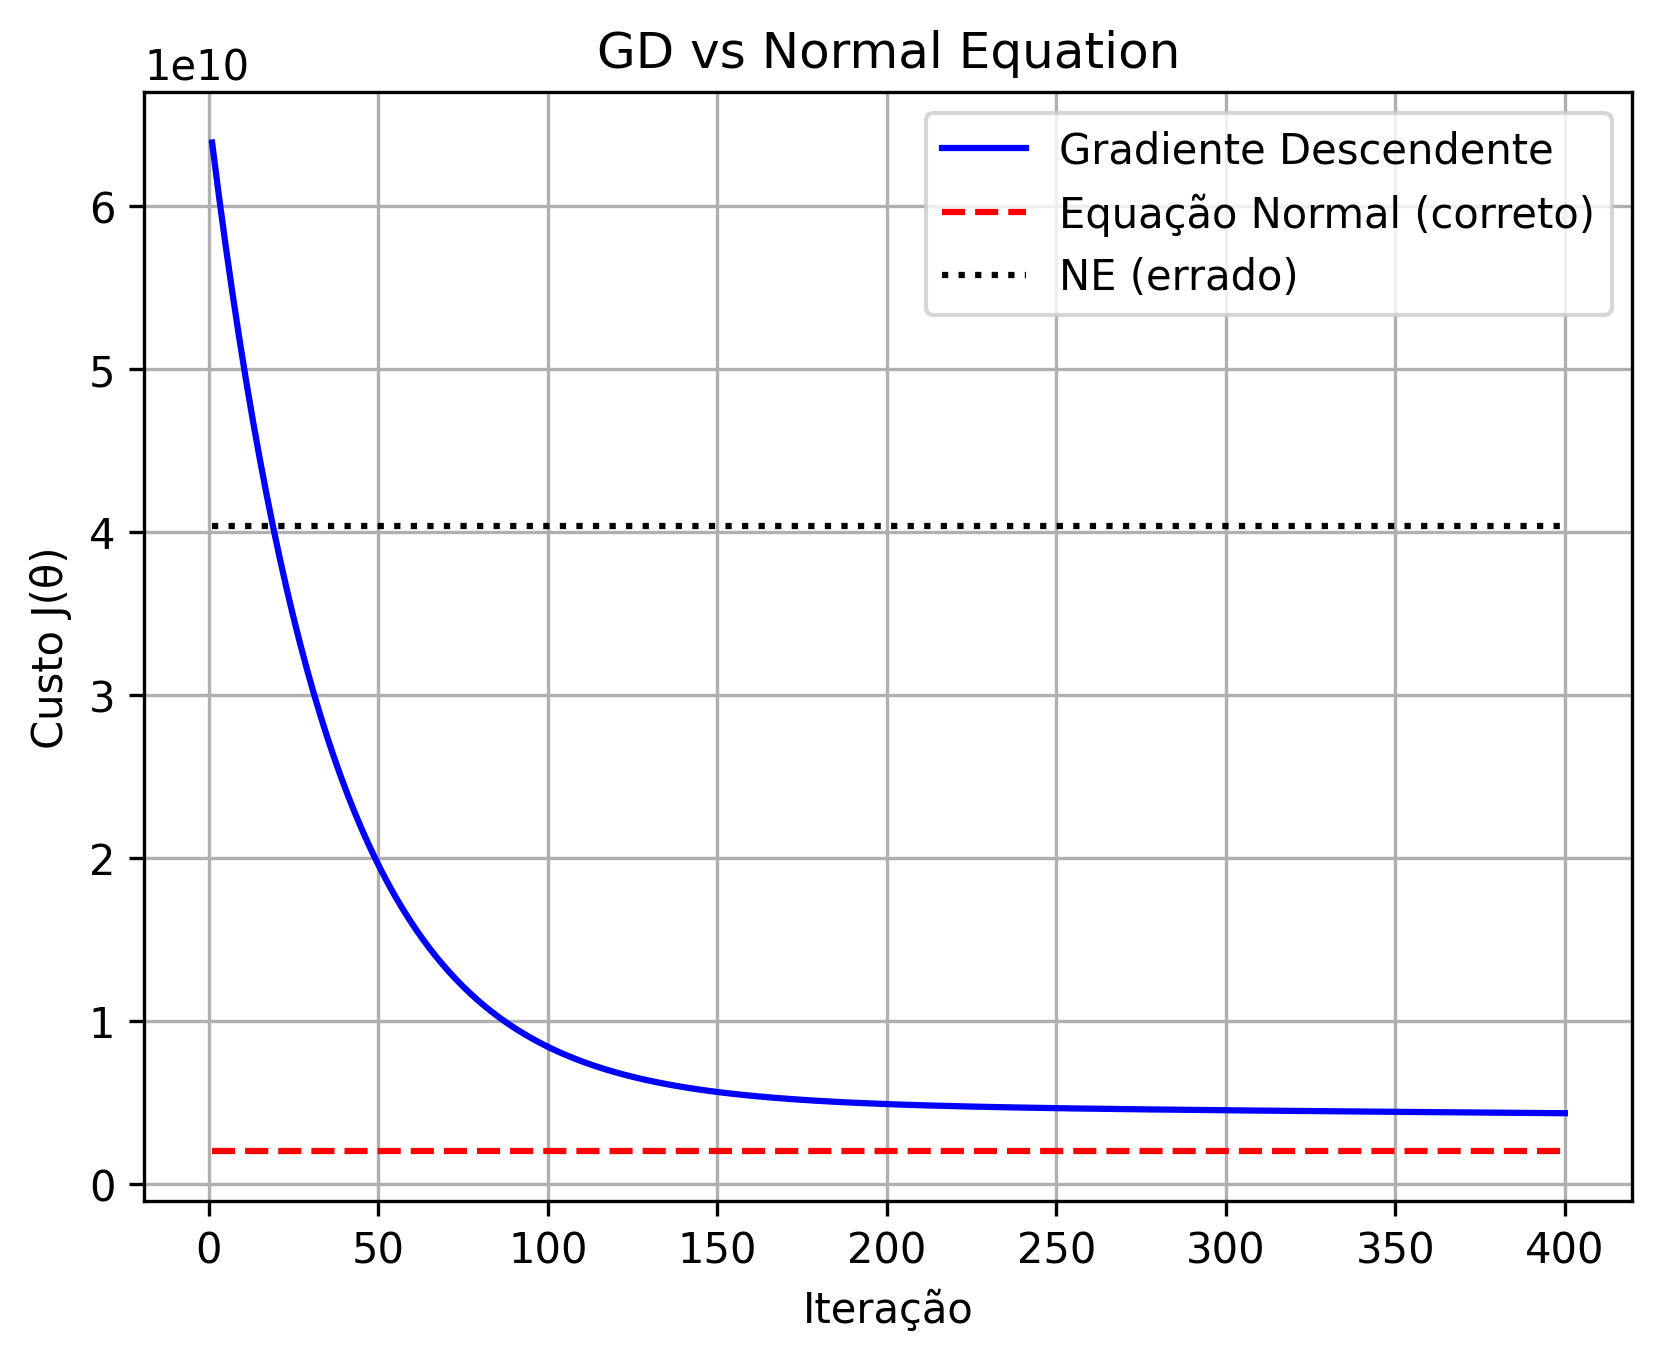 GD vs Normal Equation
1e10
Gradiente Descendente
Equação Normal (correto)
NE (errado)
6
5
4
3
2
1
0
Custo J(θ)
0 50 100 150 200 250 300 350 400
Iteração